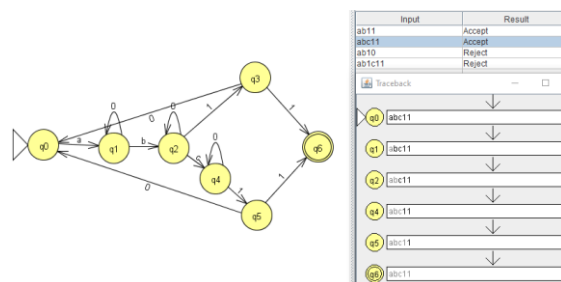 Input Result
ab11 Accept
abc11 Accept
ab10 Reject
ab1c11 Reject
Traceback
q0 abc11
q1 abc11
q2 abc11
q4 abc11
q5 abc11
q6 abc11
0 0 q3
0 1 1
q0 a q1 b q2 0 q6
c q4
1 1
0 q5